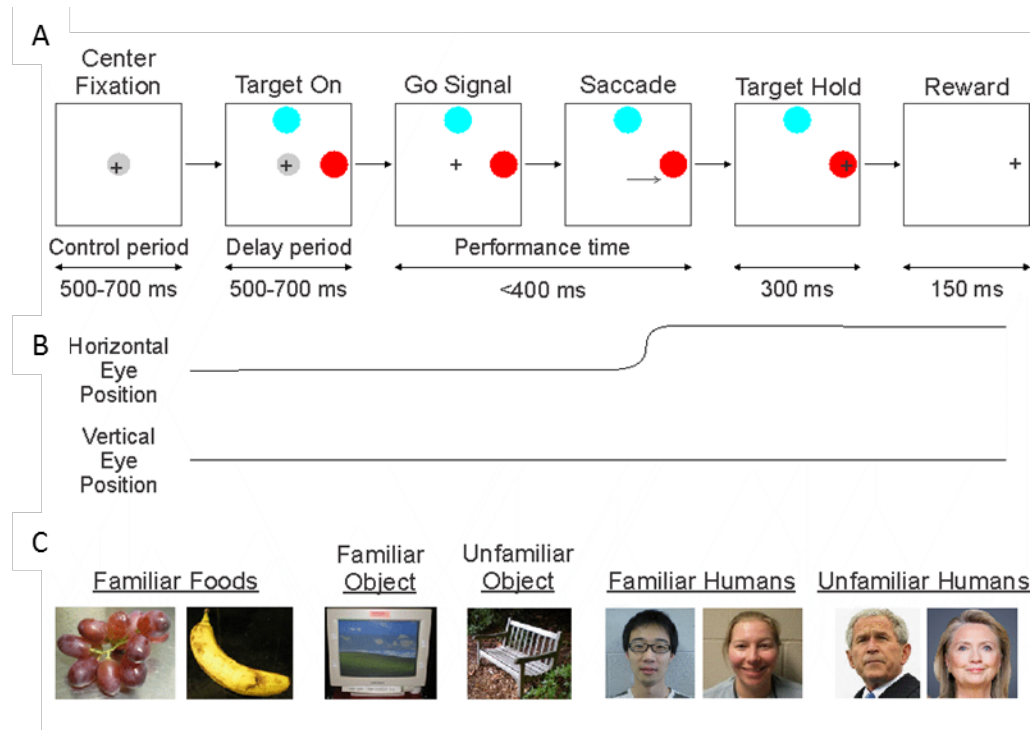 A
Center
Fixation
Target On
Go Signal
Saccade
Target Hold
Reward
Control period
Delay period
Performance time
500-700 ms
500-700 ms
<400 ms
300 ms
150 ms
B
Horizontal
Eye
Position
Vertical
Eye
Position
C
Familiar Foods
Familiar
Object
Unfamiliar
Object
Familiar Humans
Unfamiliar Humans